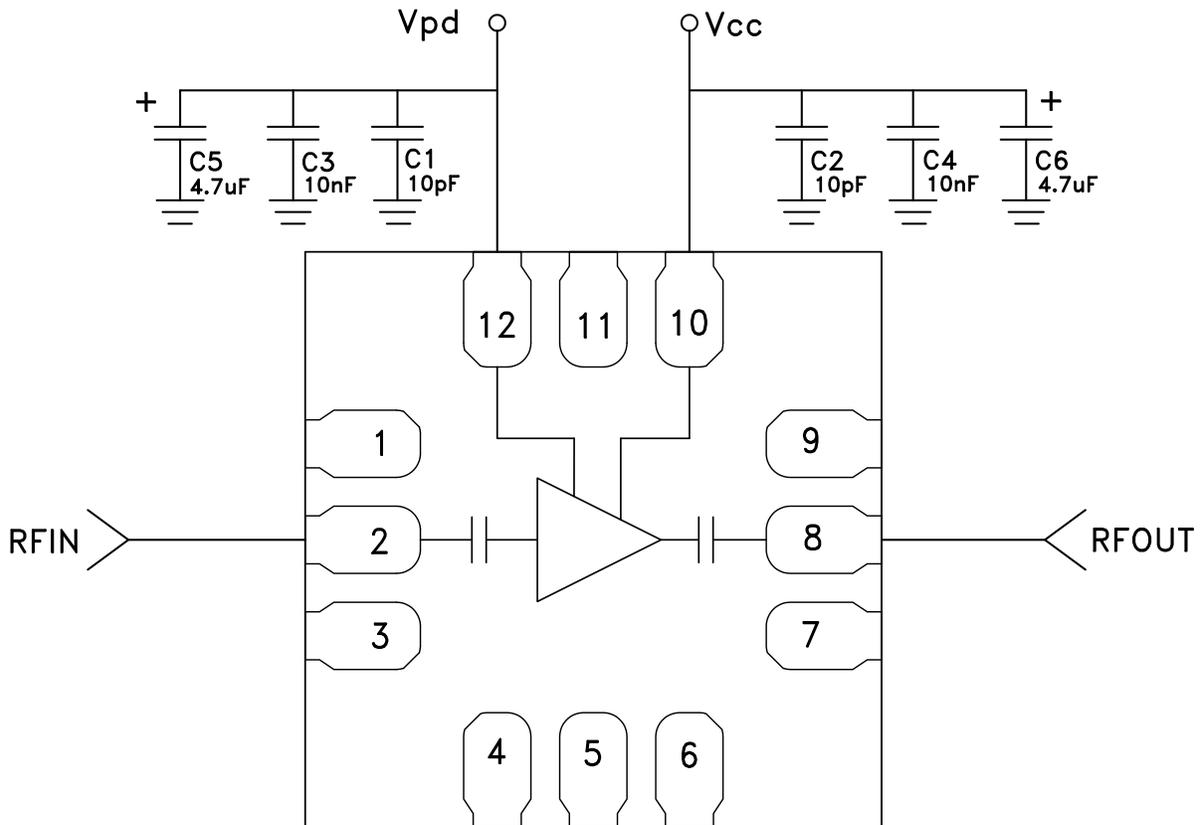 Vpd Vcc
+ +
C5 C3 C1 C2 C4 C6
4.7uF 10nF 10pF 10pF 10nF 4.7uF
12 11 10
1 9
RFIN 2 8 RFOUT
3 7
4 5 6